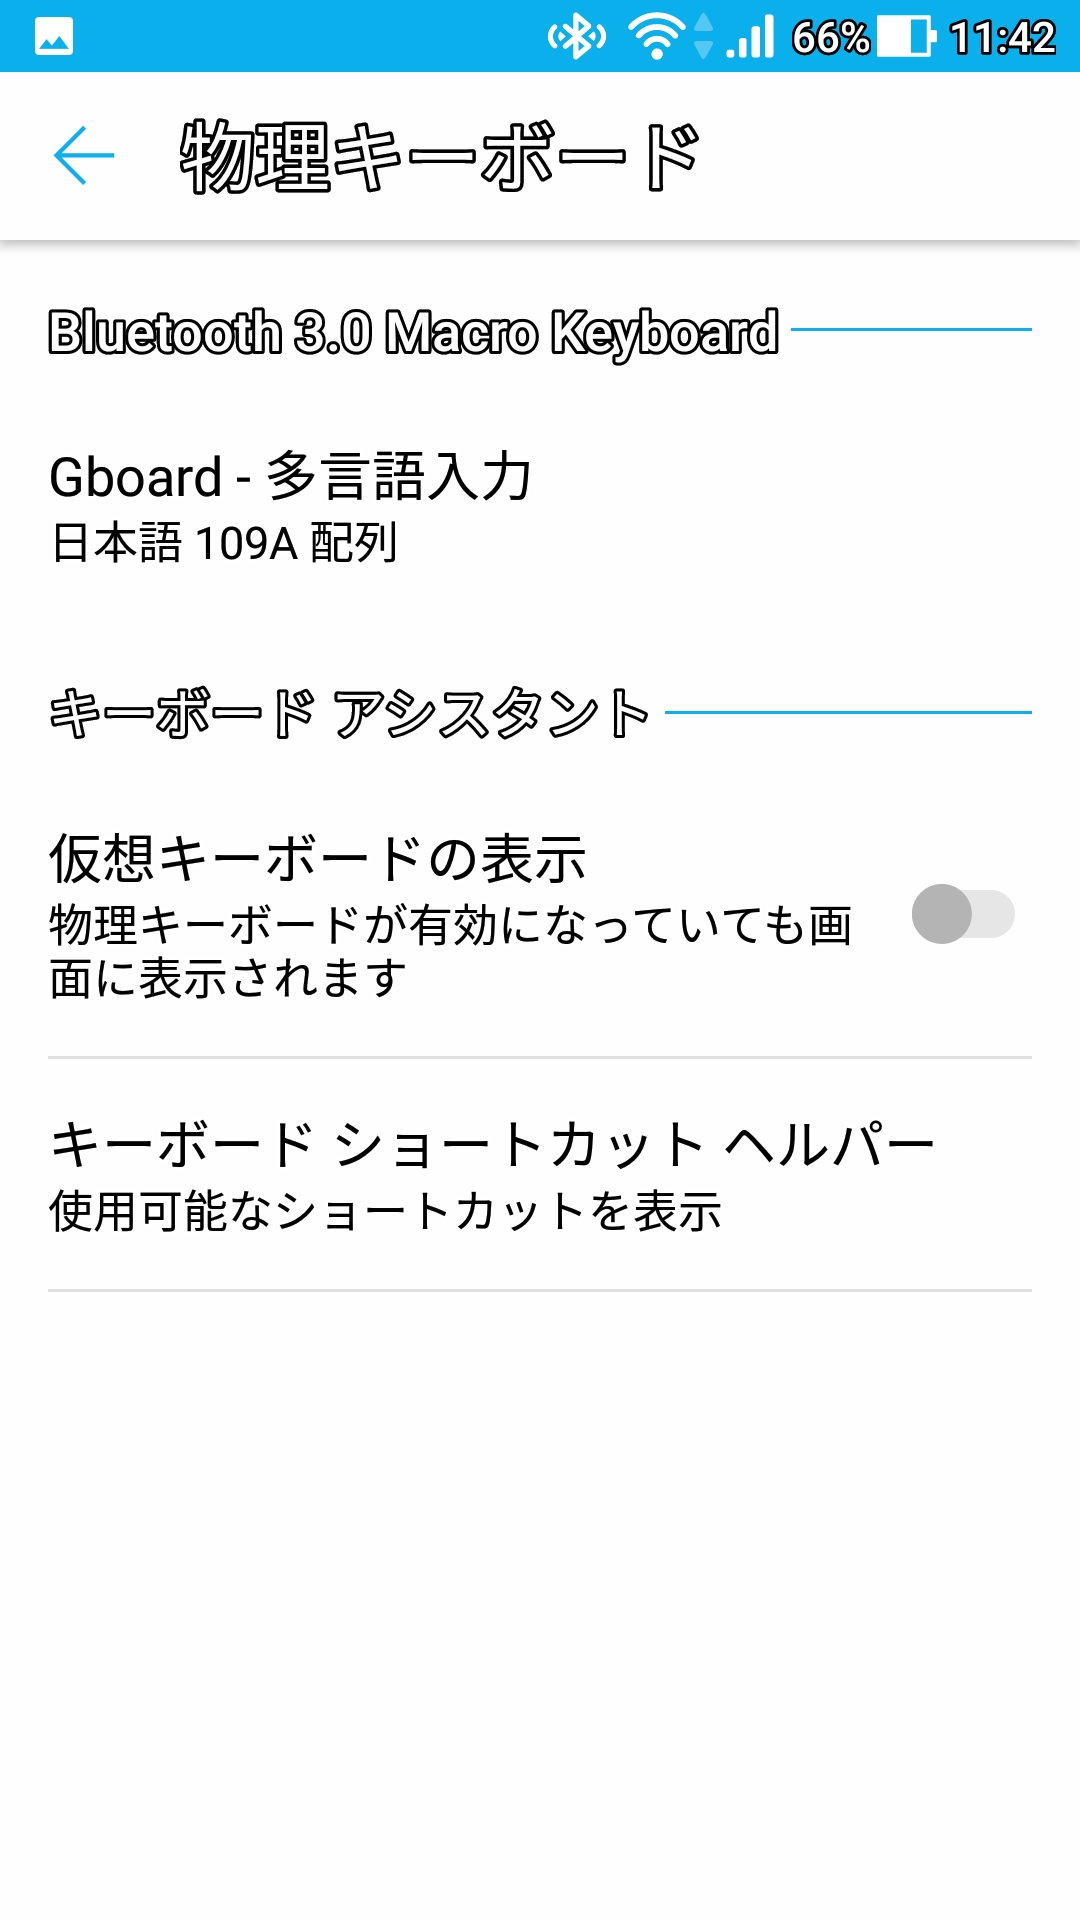 66% 11:42
物理キーボード
Bluetooth 3.0 Macro Keyboard
Gboard - 多言語入力
日本語 109A 配列
キーボード アシスタント
仮想キーボードの表示
物理キーボードが有効になっていても画
面に表示されます
キーボード ショートカット ヘルパー
使用可能なショートカットを表示